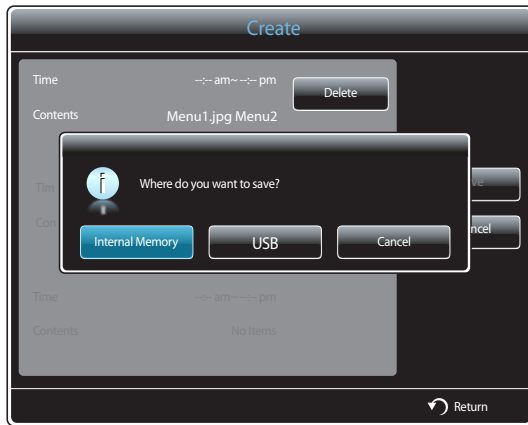 Create
Time --:-- am~ --:-- pm
Delete
Contents Menu1.jpg Menu2
Where do you want to save?
Internal Memory USB Cancel
Time --:-- am~ --:-- pm
Contents No Items
Return